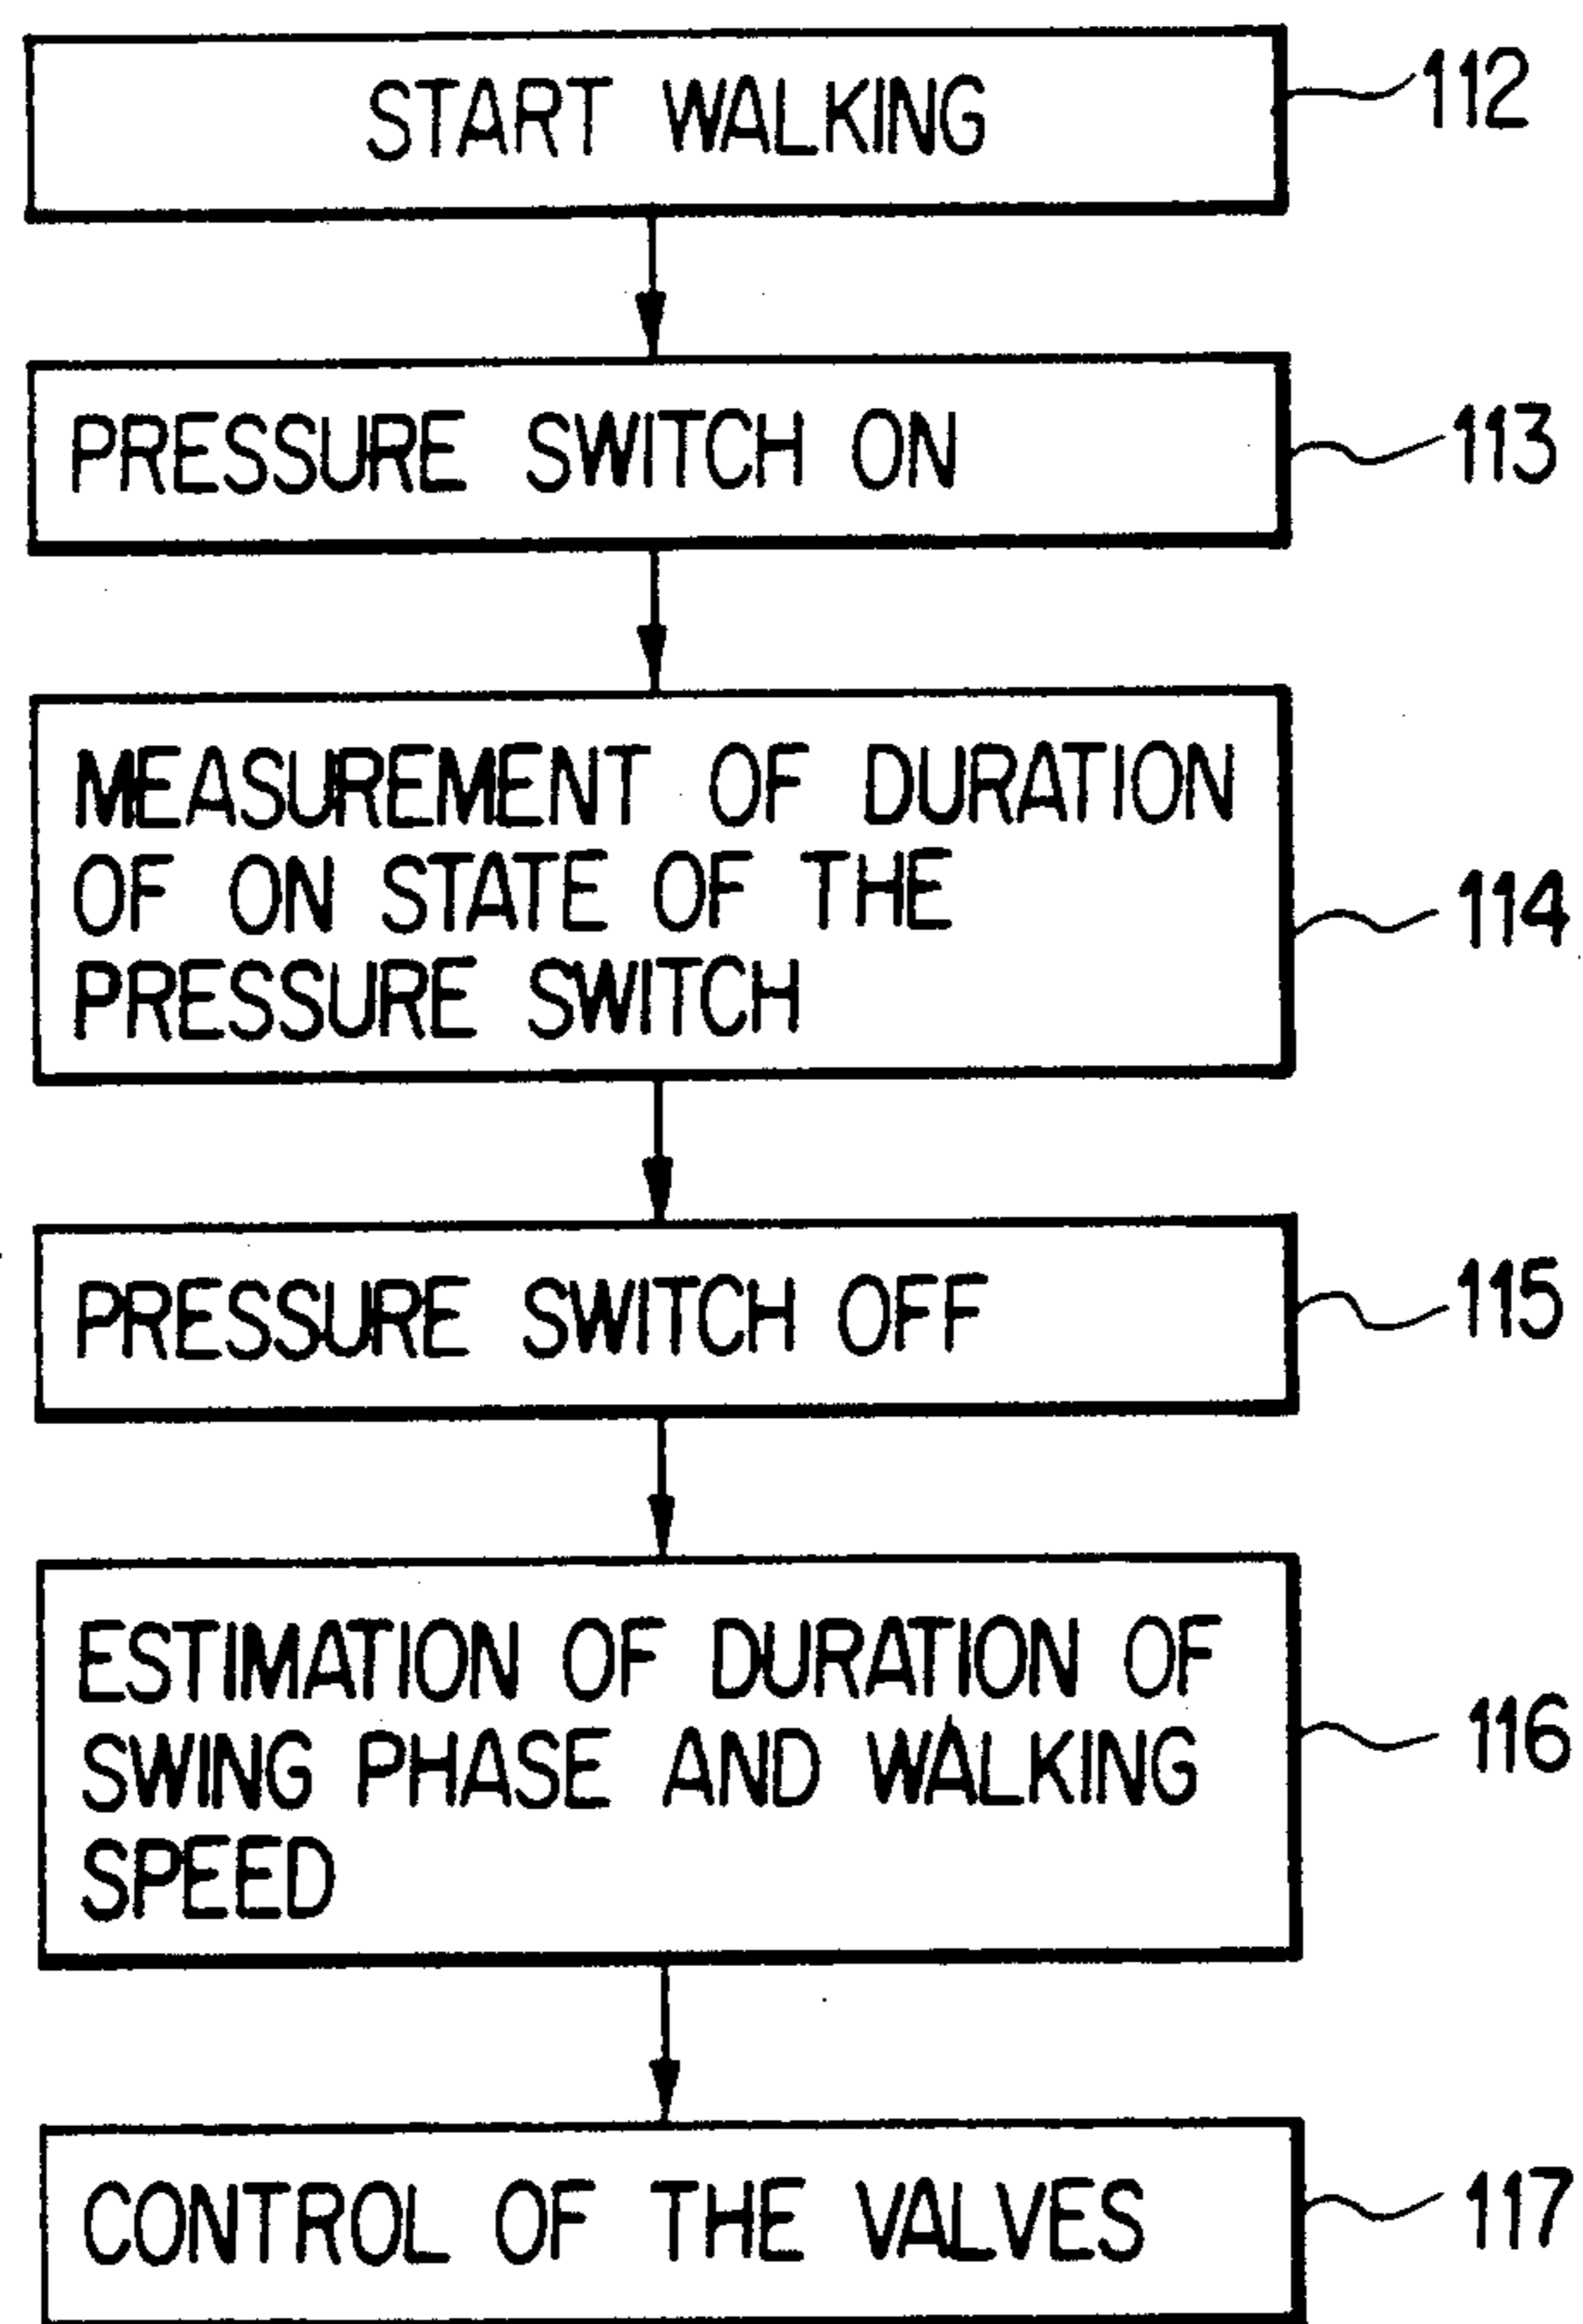 START WALKING 112
PRESSURE SWITCH ON 113
MEASUREMENT OF DURATION
OF ON STATE OF THE
PRESSURE SWITCH
114
PRESSURE SWITCH OFF 115
ESTIMATION OF DURATION OF
SWING PHASE AND WALKING
SPEED
116
CONTROL OF THE VALVES 117